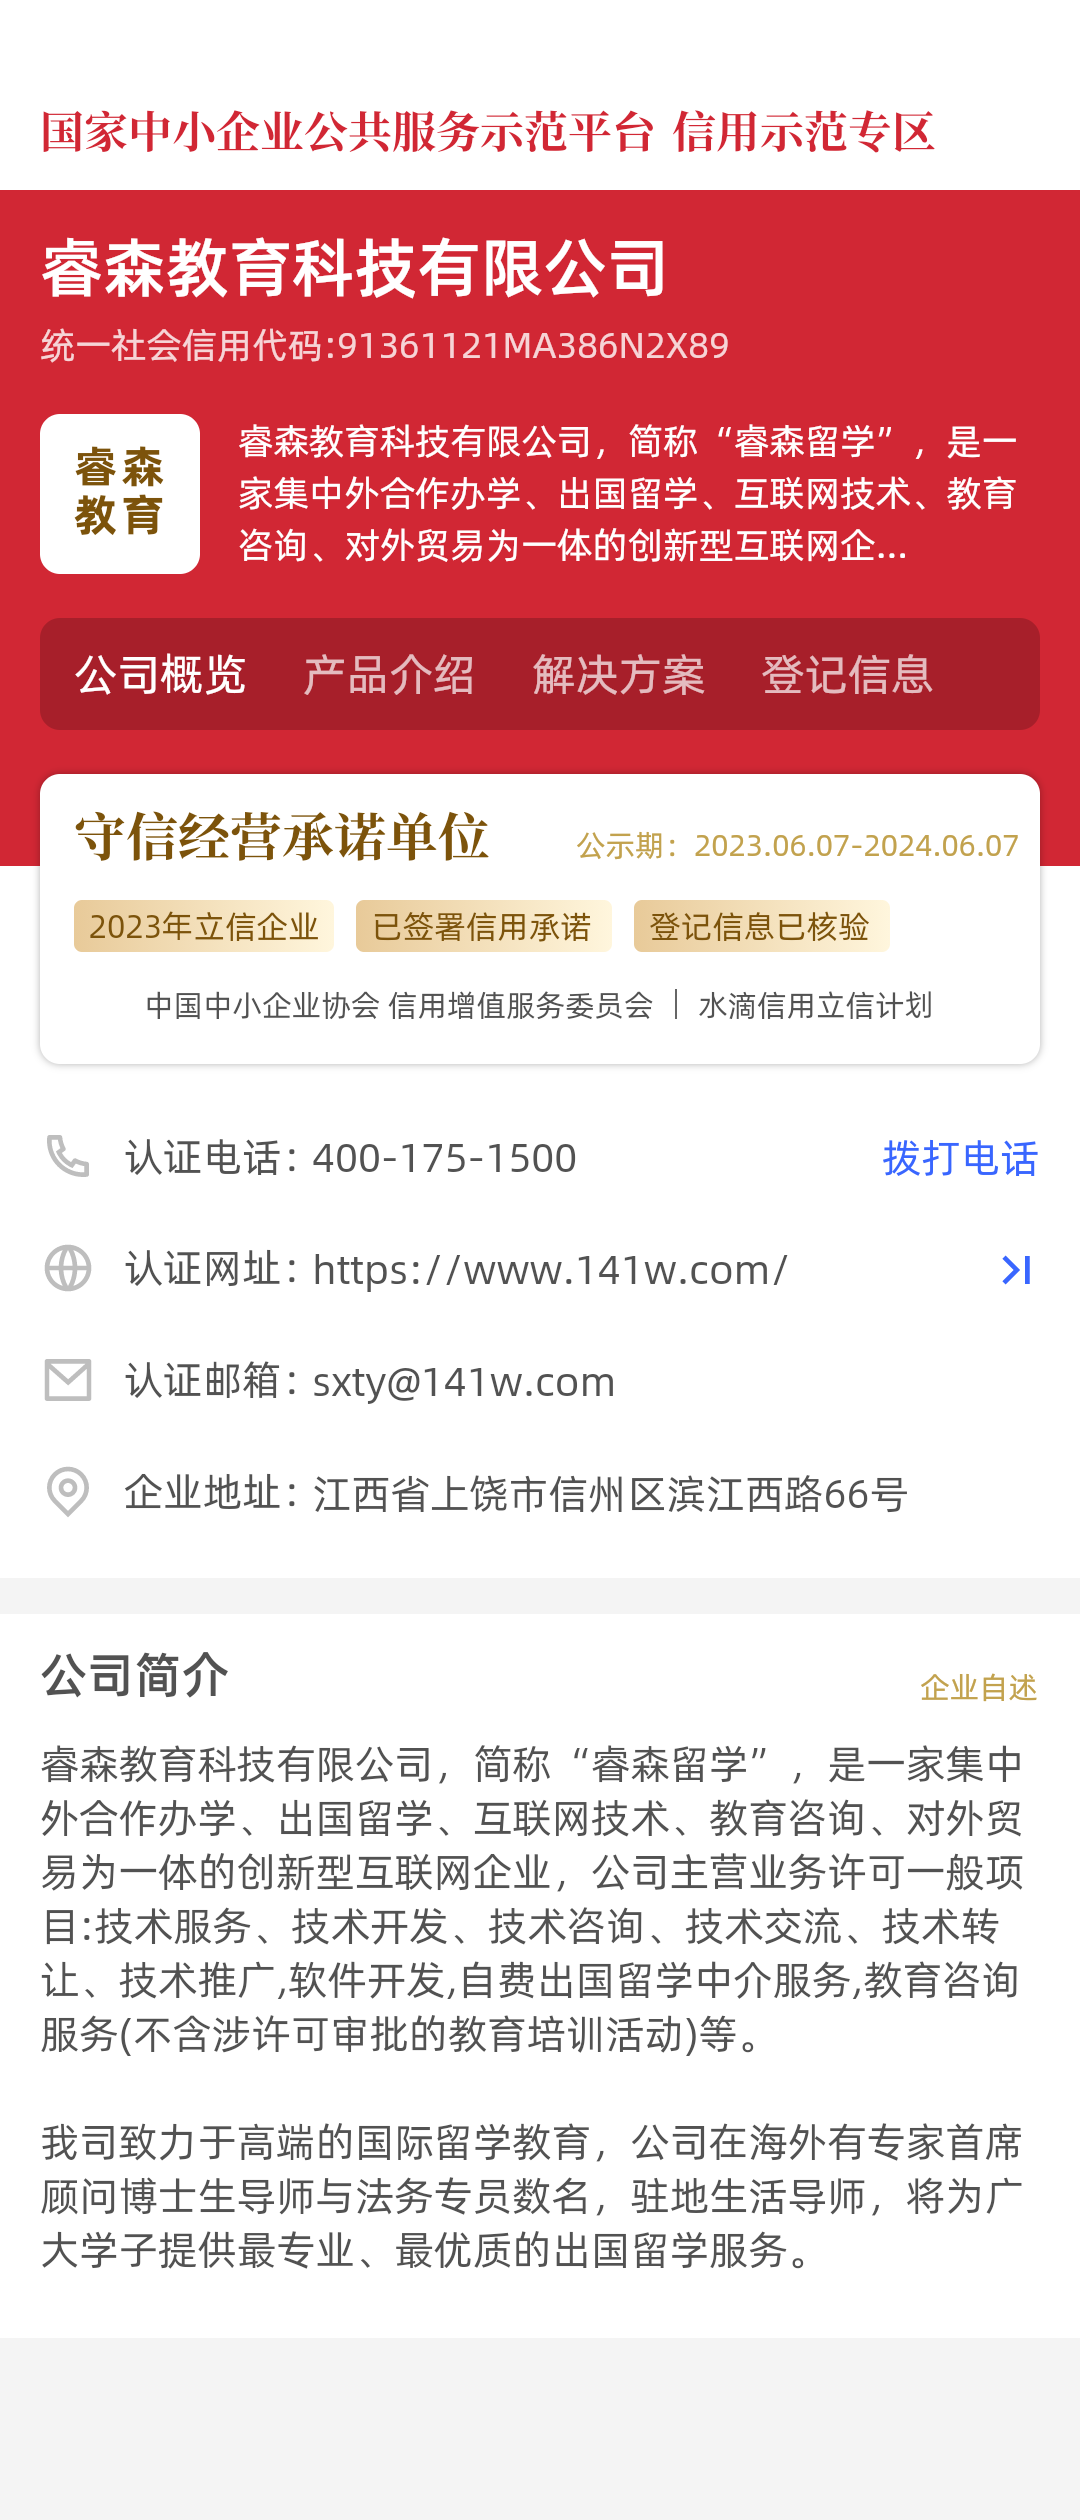 国家中小企业公共服务示范平台 信用示范专区
睿森教育科技有限公司
统一社会信用代码:91361121MA386N2X89
睿森
教育
睿森教育科技有限公司，简称“睿森留学”，是一
家集中外合作办学、出国留学、互联网技术、教育
咨询、对外贸易为一体的创新型互联网企...
公司概览 产品介绍 解决方案 登记信息
守信经营承诺单位 公示期：2023.06.07-2024.06.07
2023年立信企业 已签署信用承诺 登记信息已核验
中国中小企业协会 信用增值服务委员会 | 水滴信用立信计划
认证电话：400-175-1500 拨打电话
认证网址：https://www.141w.com/
认证邮箱：sxty@141w.com
企业地址：江西省上饶市信州区滨江西路66号
公司简介 企业自述
睿森教育科技有限公司，简称“睿森留学”，是一家集中
外合作办学、出国留学、互联网技术、教育咨询、对外贸
易为一体的创新型互联网企业，公司主营业务许可一般项
目:技术服务、技术开发、技术咨询、技术交流、技术转
让、技术推广,软件开发,自费出国留学中介服务,教育咨询
服务(不含涉许可审批的教育培训活动)等。
我司致力于高端的国际留学教育，公司在海外有专家首席
顾问博士生导师与法务专员数名，驻地生活导师，将为广
大学子提供最专业、最优质的出国留学服务。